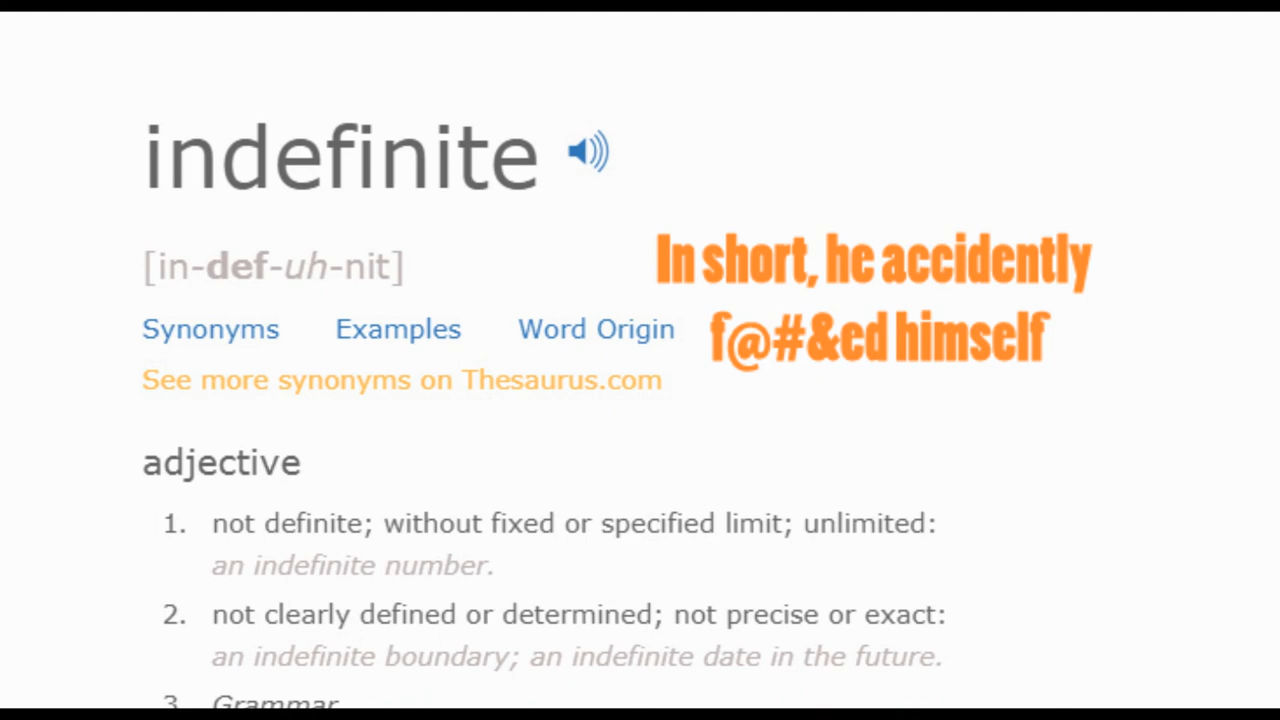 indefinite
[in-def-uh-nit]
In short, he accidently
f@#&ed himself
Synonyms Examples Word Origin
See more synonyms on Thesaurus.com
adjective
1. not definite; without fixed or specified limit; unlimited:
an indefinite number.
2. not clearly defined or determined; not precise or exact:
an indefinite boundary; an indefinite date in the future.
3. Grammar.